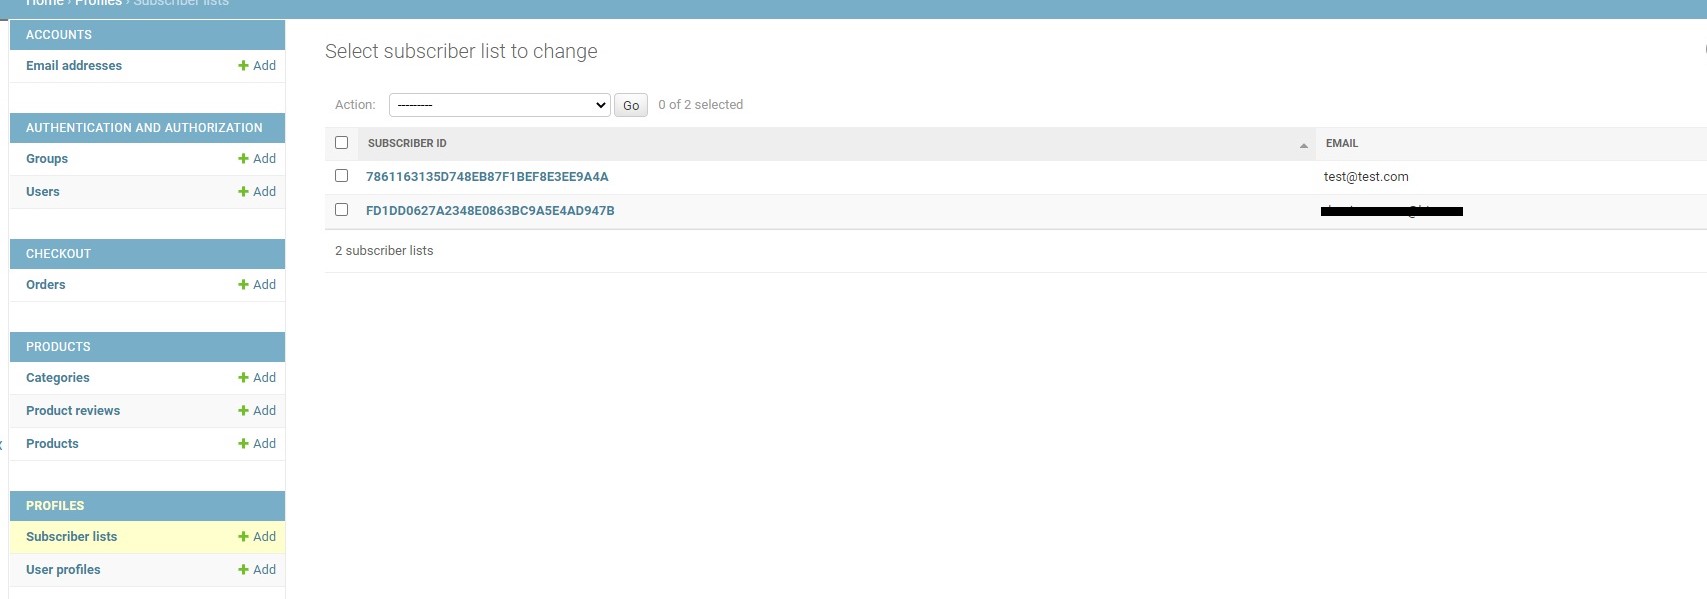 Home › Profiles › Subscriber lists
ACCOUNTS
Email addresses + Add
AUTHENTICATION AND AUTHORIZATION
Groups + Add
Users + Add
CHECKOUT
Orders + Add
PRODUCTS
Categories + Add
Product reviews + Add
Products + Add
PROFILES
Subscriber lists + Add
User profiles + Add
Select subscriber list to change
Action: --------- Go 0 of 2 selected
SUBSCRIBER ID EMAIL
7861163135D748EB87F1BEF8E3EE9A4A test@test.com
FD1DD0627A2348E0863BC9A5E4AD947B
2 subscriber lists